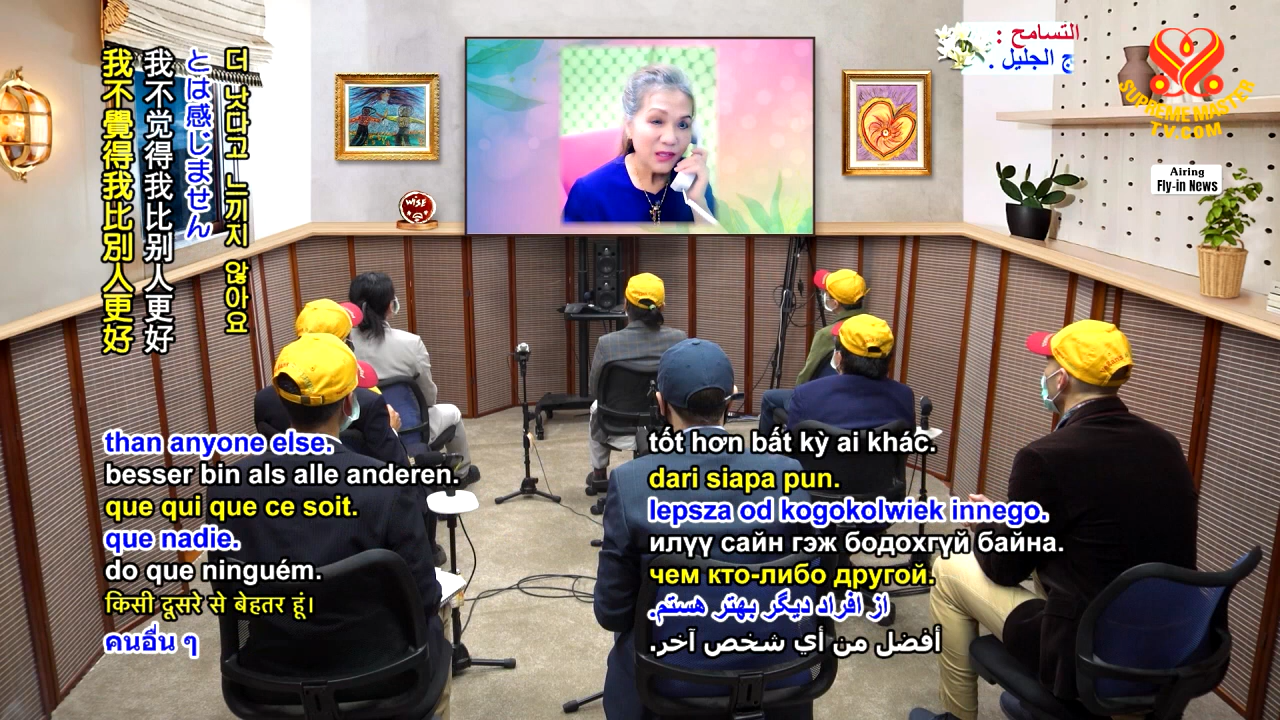 더 낫다고 느끼지 않아요
とは感じません
我不觉得我比别人更好
我不覺得我比別人更好
التسامح :
ج الجليل .
SUPREME MASTER
TV.COM
Airing
Fly-in News
WISE
than anyone else.
besser bin als alle anderen.
que qui que ce soit.
que nadie.
do que ninguém.
किसी दूसरे से बेहतर हूं।
คนอื่น ๆ
tốt hơn bất kỳ ai khác.
dari siapa pun.
lepsza od kogokolwiek innego.
илүү сайн гэж бодохгүй байна.
чем кто-либо другой.
از افراد دیگر بهتر هستم.
أفضل من أي شخص آخر.